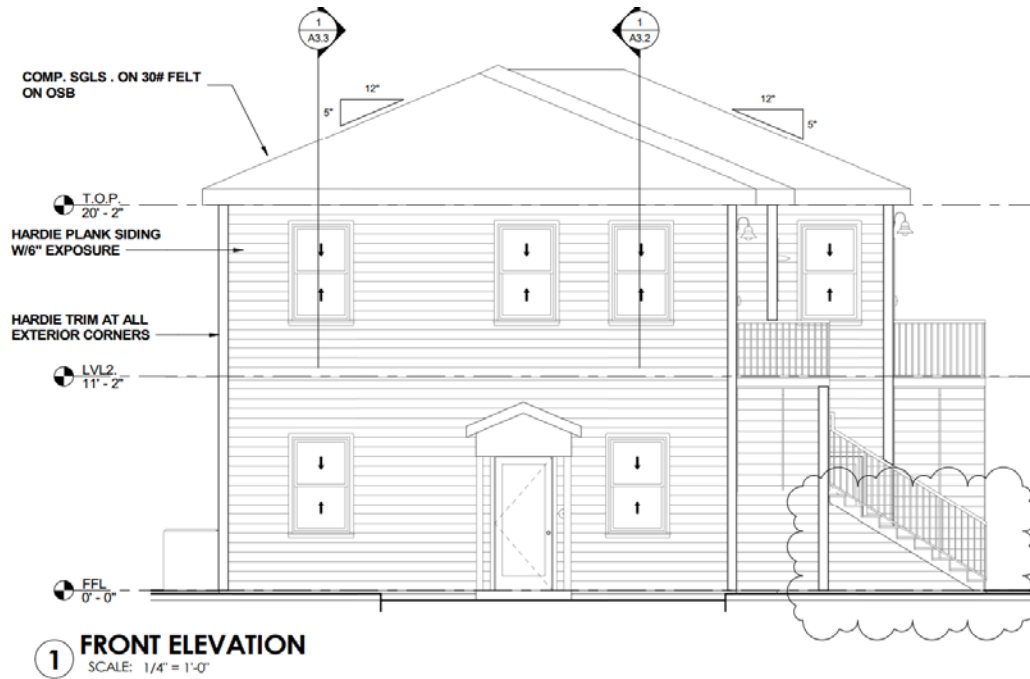 1
A3.3
1
A3.2
COMP. SGLS . ON 30# FELT
ON OSB
12"
5"
12"
5"
T.O.P.
20' - 2"
HARDIE PLANK SIDING
W/6" EXPOSURE
HARDIE TRIM AT ALL
EXTERIOR CORNERS
LVL2.
11' - 2"
FFL
0' - 0"
1
FRONT ELEVATION
SCALE: 1/4" = 1'-0"